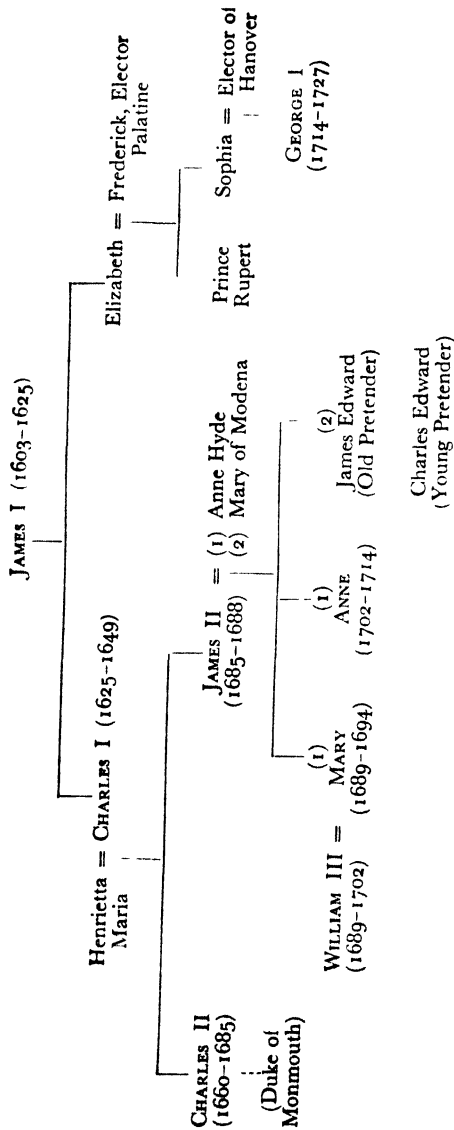 JAMES I (1603-1625)
Henrietta = CHARLES I (1625-1649)
Maria
Elizabeth = Frederick, Elector
Palatine
CHARLES II
(1660-1685)
JAMES II
(1685-1688)
= (1) Anne Hyde
(2) Mary of Modena
Prince
Rupert
Sophia = Elector of
Hanover
(Duke of
Monmouth)
WILLIAM III =
(1689-1702)
(1)
MARY
(1689-1694)
(1)
ANNE
(1702-1714)
(2)
James Edward
(Old Pretender)
GEORGE I
(1714-1727)
Charles Edward
(Young Pretender)